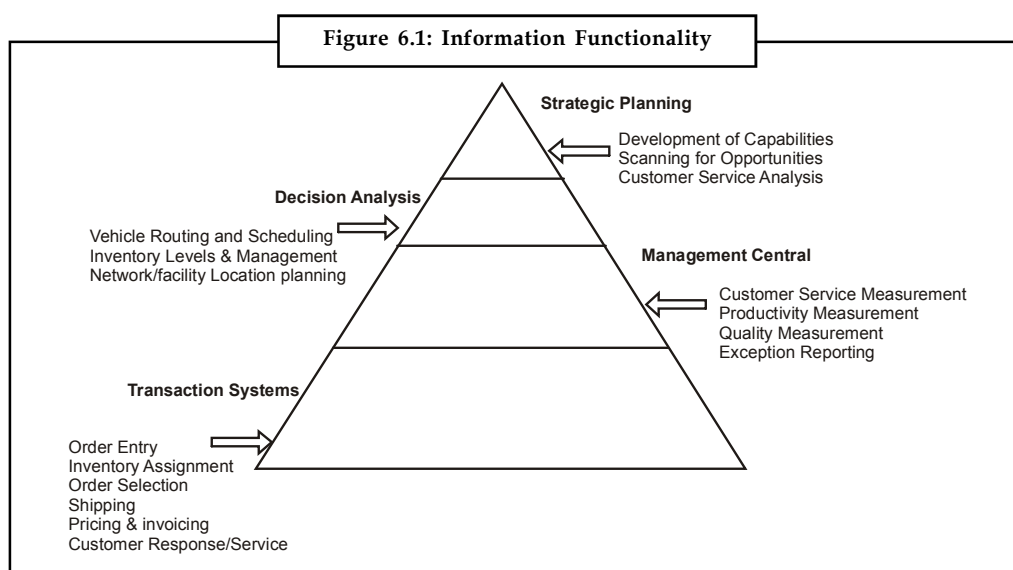 Figure 6.1: Information Functionality
Strategic Planning
Development of Capabilities
Scanning for Opportunities
Customer Service Analysis
Decision Analysis
Vehicle Routing and Scheduling
Inventory Levels & Management
Network/facility Location planning
Management Central
Customer Service Measurement
Productivity Measurement
Quality Measurement
Exception Reporting
Transaction Systems
Order Entry
Inventory Assignment
Order Selection
Shipping
Pricing & invoicing
Customer Response/Service